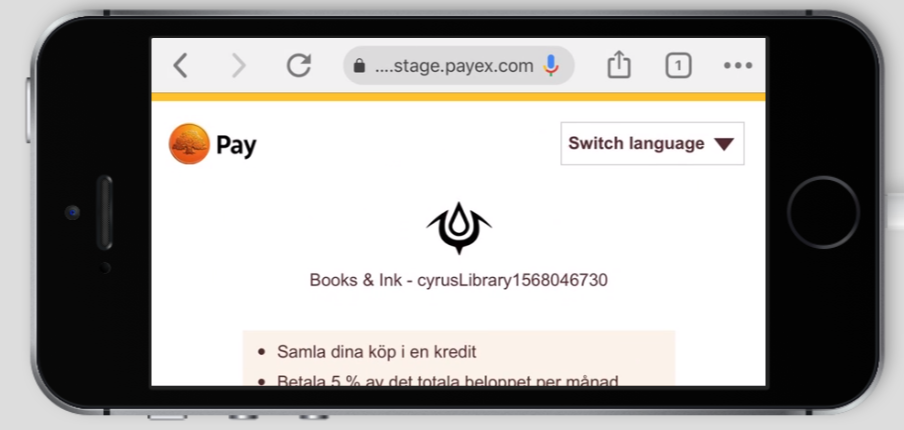 ....stage.payex.com
1
Pay
Switch language
Books & Ink - cyrusLibrary1568046730
• Samla dina köp i en kredit
• Betala 5 % av det totala beloppet per månad